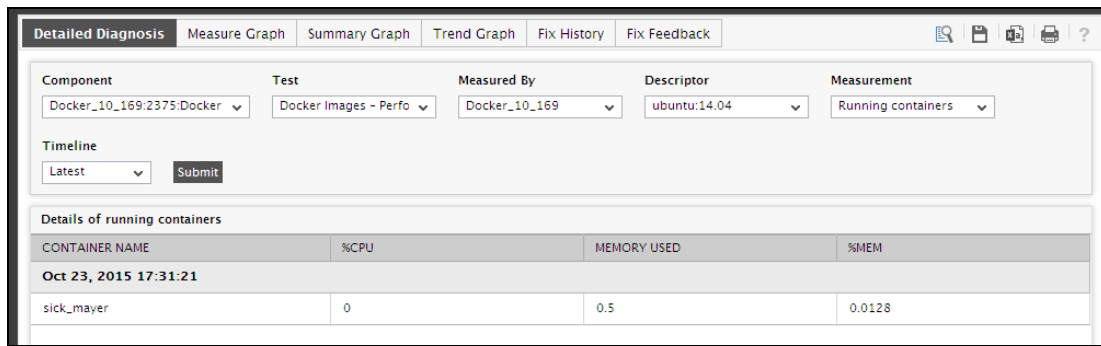 Detailed Diagnosis Measure Graph Summary Graph Trend Graph Fix History Fix Feedback ?
Component Test Measured By Descriptor Measurement
Docker_10_169:2375:Docker Docker Images - Perfo Docker_10_169 ubuntu:14.04 Running containers
Timeline
Latest Submit
Details of running containers
CONTAINER NAME %CPU MEMORY USED %MEM
Oct 23, 2015 17:31:21
sick_mayer 0 0.5 0.0128